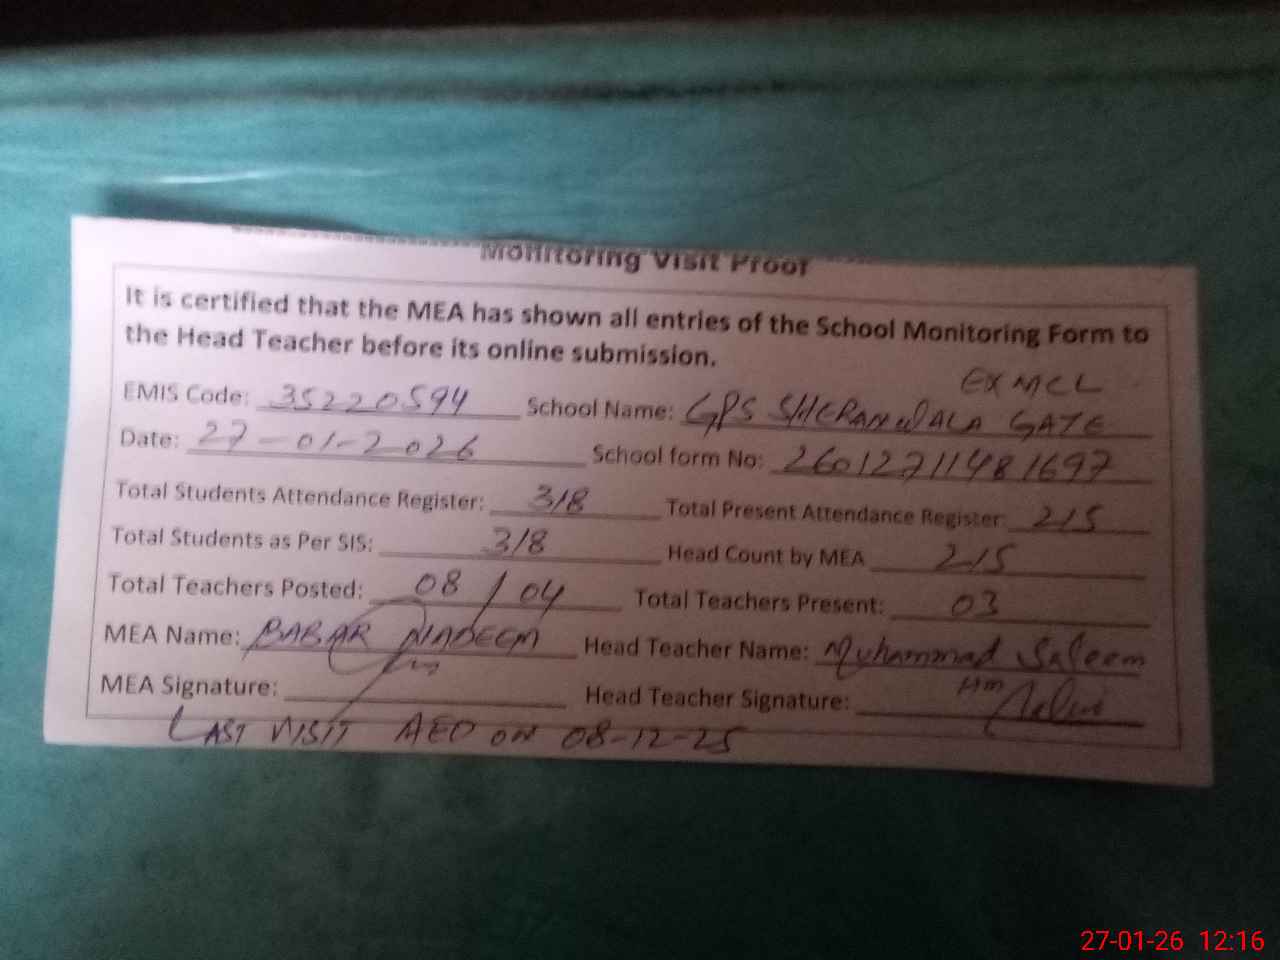 Monitoring Visit Proof
It is certified that the MEA has shown all entries of the School Monitoring Form to
the Head Teacher before its online submission.
EX MCL
EMIS Code: 35220594 School Name: GPS SHERANWALA GATE
Date: 27-01-2026 School form No: 26012711481697
Total Students Attendance Register: 318 Total Present Attendance Register: 215
Total Students as Per SIS: 318 Head Count by MEA 215
Total Teachers Posted: 08/04 Total Teachers Present: 03
MEA Name: BABAR NADEEM Head Teacher Name: Muhammad Saleem
MEA Signature: Head Teacher Signature: Hm
LAST VISIT AEO ON 08-12-25
27-01-26 12:16